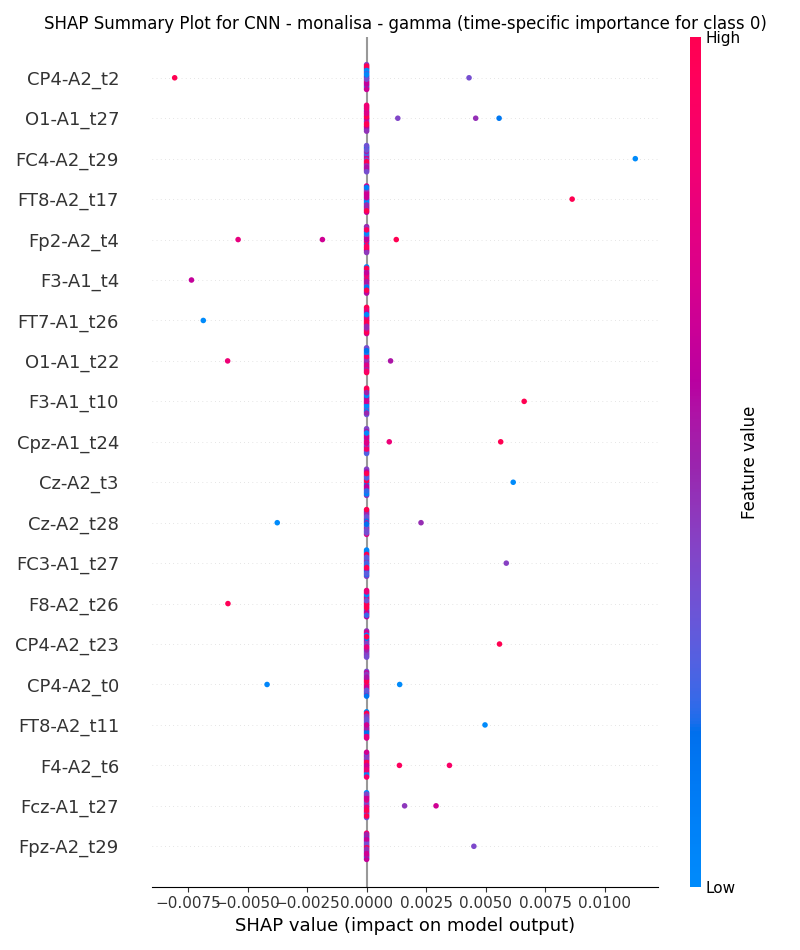 SHAP Summary Plot for CNN - monalisa - gamma (time-specific importance for class 0)
High
CP4-A2_t2
O1-A1_t27
FC4-A2_t29
FT8-A2_t17
Fp2-A2_t4
F3-A1_t4
FT7-A1_t26
O1-A1_t22
F3-A1_t10
Cpz-A1_t24
Cz-A2_t3
Cz-A2_t28
FC3-A1_t27
F8-A2_t26
CP4-A2_t23
CP4-A2_t0
FT8-A2_t11
F4-A2_t6
Fcz-A1_t27
Fpz-A2_t29
Feature value
Low
−0.0075 −0.0050 −0.0025 0.0000 0.0025 0.0050 0.0075 0.0100
SHAP value (impact on model output)